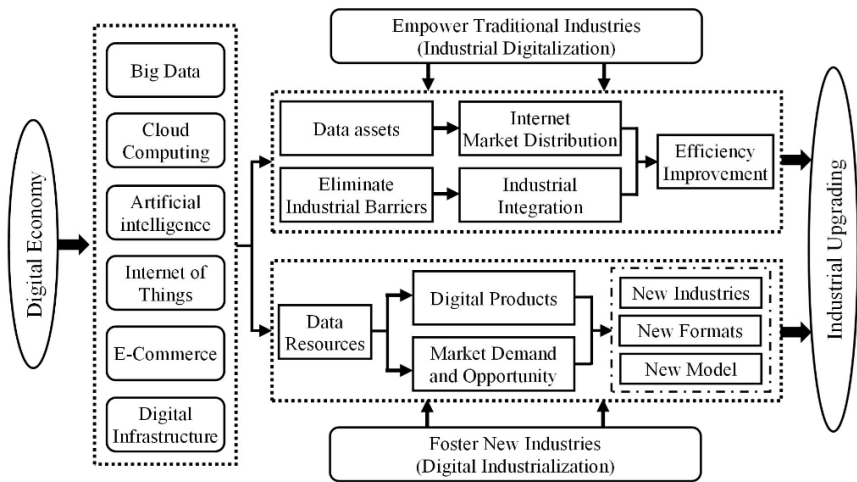 Digital Economy
Big Data
Cloud
Computing
Artificial
intelligence
Internet of
Things
E-Commerce
Digital
Infrastructure
Empower Traditional Industries
(Industrial Digitalization)
Data assets
Internet
Market Distribution
Eliminate
Industrial Barriers
Industrial
Integration
Efficiency
Improvement
Data
Resources
Digital Products
Market Demand
and Opportunity
New Industries
New Formats
New Model
Foster New Industries
(Digital Industrialization)
Industrial Upgrading